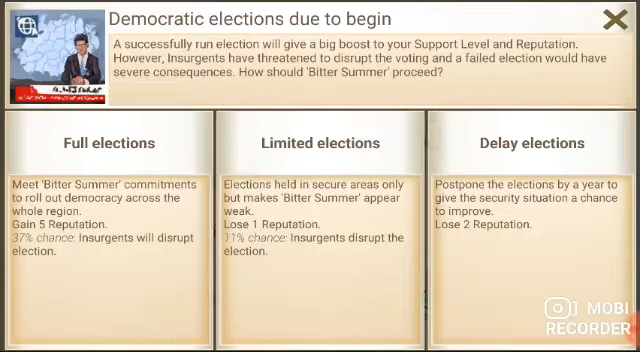 Democratic elections due to begin
A successfully run election will give a big boost to your Support Level and Reputation.
However, Insurgents have threatened to disrupt the voting and a failed election would have
severe consequences. How should 'Bitter Summer' proceed?
Full elections
Meet 'Bitter Summer' commitments
to roll out democracy across the
whole region.
Gain 5 Reputation.
37% chance: Insurgents will disrupt
election.
Limited elections
Elections held in secure areas only
but makes 'Bitter Summer' appear
weak.
Lose 1 Reputation.
11% chance: Insurgents disrupt the
election.
Delay elections
Postpone the elections by a year to
give the security situation a chance
to improve.
Lose 2 Reputation.
MOBI
RECORDER